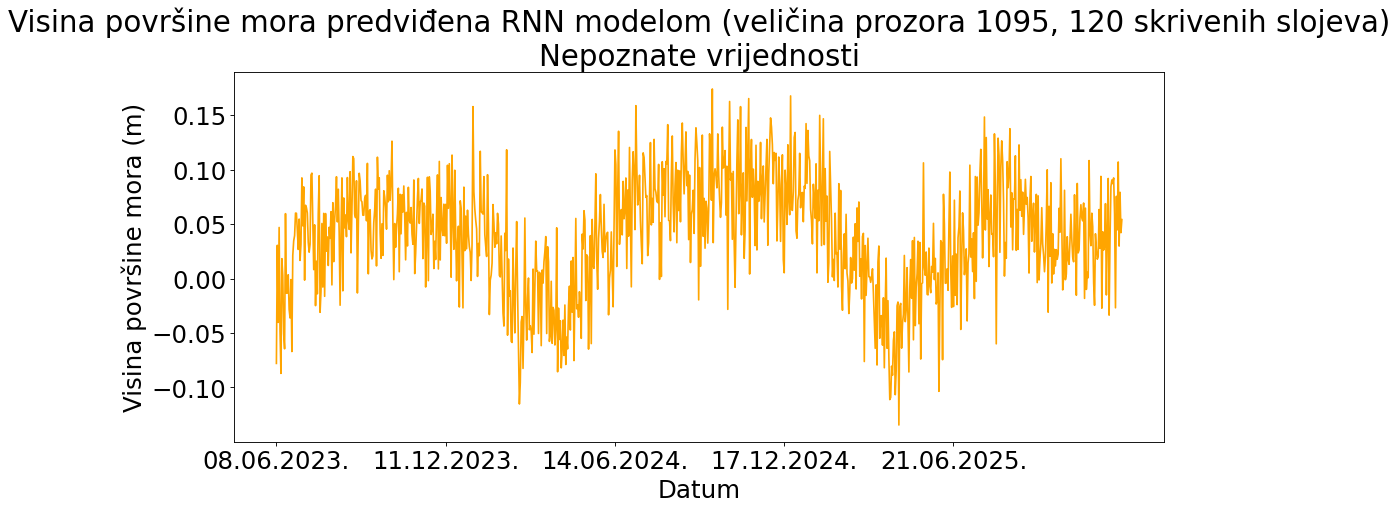 Visina površine mora predviđena RNN modelom (veličina prozora 1095, 120 skrivenih slojeva)
Nepoznate vrijednosti
Visina površine mora (m)
0.15
0.10
0.05
0.00
−0.05
−0.10
08.06.2023. 11.12.2023. 14.06.2024. 17.12.2024. 21.06.2025.
Datum